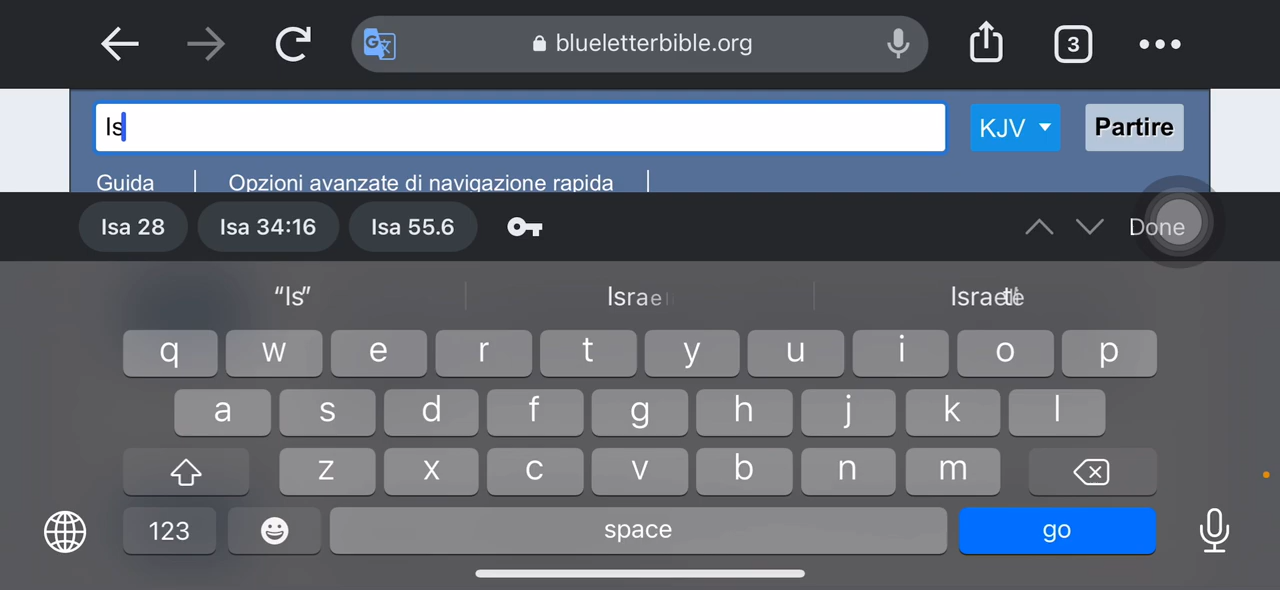 blueletterbible.org
3
Is
KJV
Partire
Guida
Opzioni avanzate di navigazione rapida
Isa 28
Isa 34:16
Isa 55.6
Done
“Is”
q w e r t y u i o p
a s d f g h j k l
z x c v b n m
123
space
go